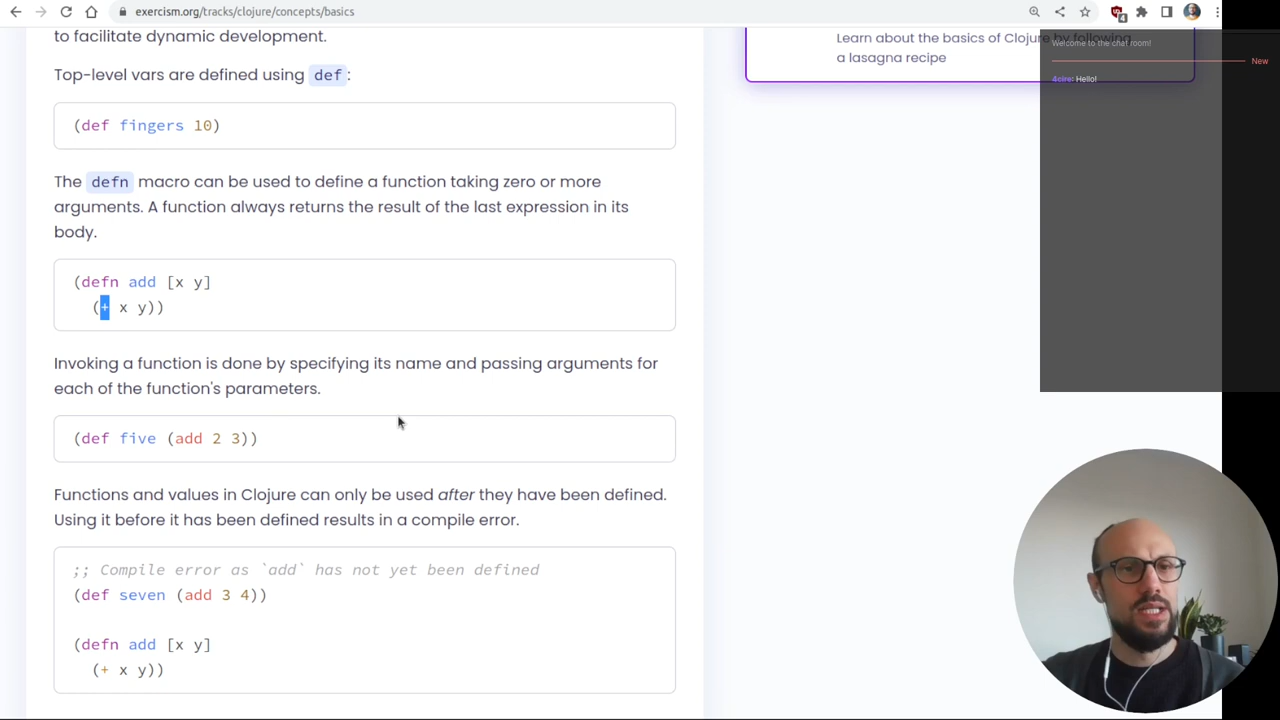 exercism.org/tracks/clojure/concepts/basics
4
to facilitate dynamic development.
Top-level vars are defined using def:
(def fingers 10)
The defn macro can be used to define a function taking zero or more
arguments. A function always returns the result of the last expression in its
body.
(defn add [x y]
(+ x y))
Invoking a function is done by specifying its name and passing arguments for
each of the function's parameters.
(def five (add 2 3))
Functions and values in Clojure can only be used after they have been defined.
Using it before it has been defined results in a compile error.
;; Compile error as `add` has not yet been defined
(def seven (add 3 4))
(defn add [x y]
(+ x y))
Learn about the basics of Clojure by following
a lasagna recipe
Welcome to the chat room!
New
4cire: Hello!